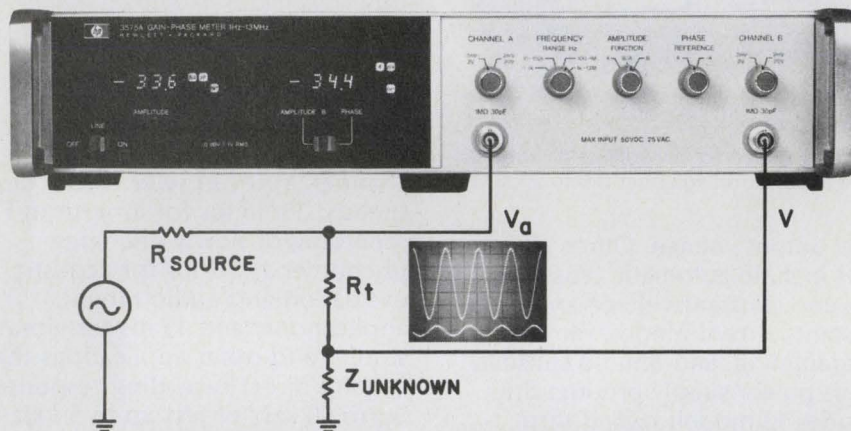 hp 3575A GAIN-PHASE METER 1Hz-13MHz
HEWLETT • PACKARD
-33.6
-34.4
AMPLITUDE
AMPLITUDE B PHASE
LINE
OFF ON
CHANNEL A
FREQUENCY
RANGE Hz
AMPLITUDE
FUNCTION
PHASE
REFERENCE
CHANNEL B
1MΩ 30pF
MAX INPUT 50VDC, 25VAC
1MΩ 30pF
Va
V
RSOURCE
Rt
ZUNKNOWN